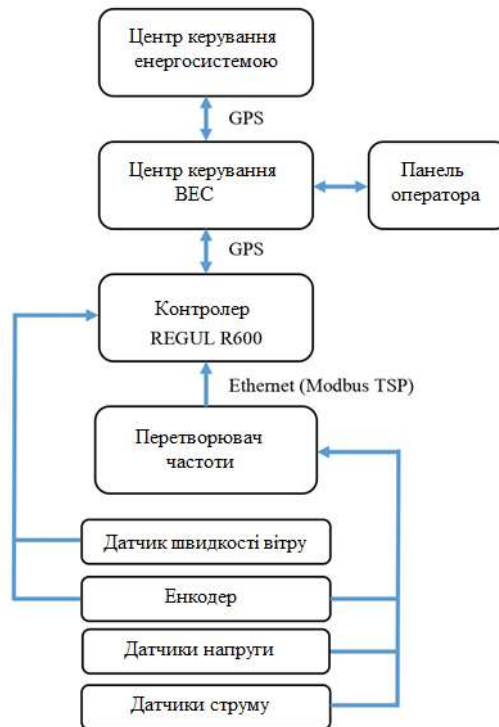 Центр керування
енергосистемою
GPS
Центр керування
ВЕС
Панель
оператора
GPS
Контролер
REGUL R600
Ethernet (Modbus TSP)
Перетворювач
частоти
Датчик швидкості вітру
Енкодер
Датчики напруги
Датчики струму